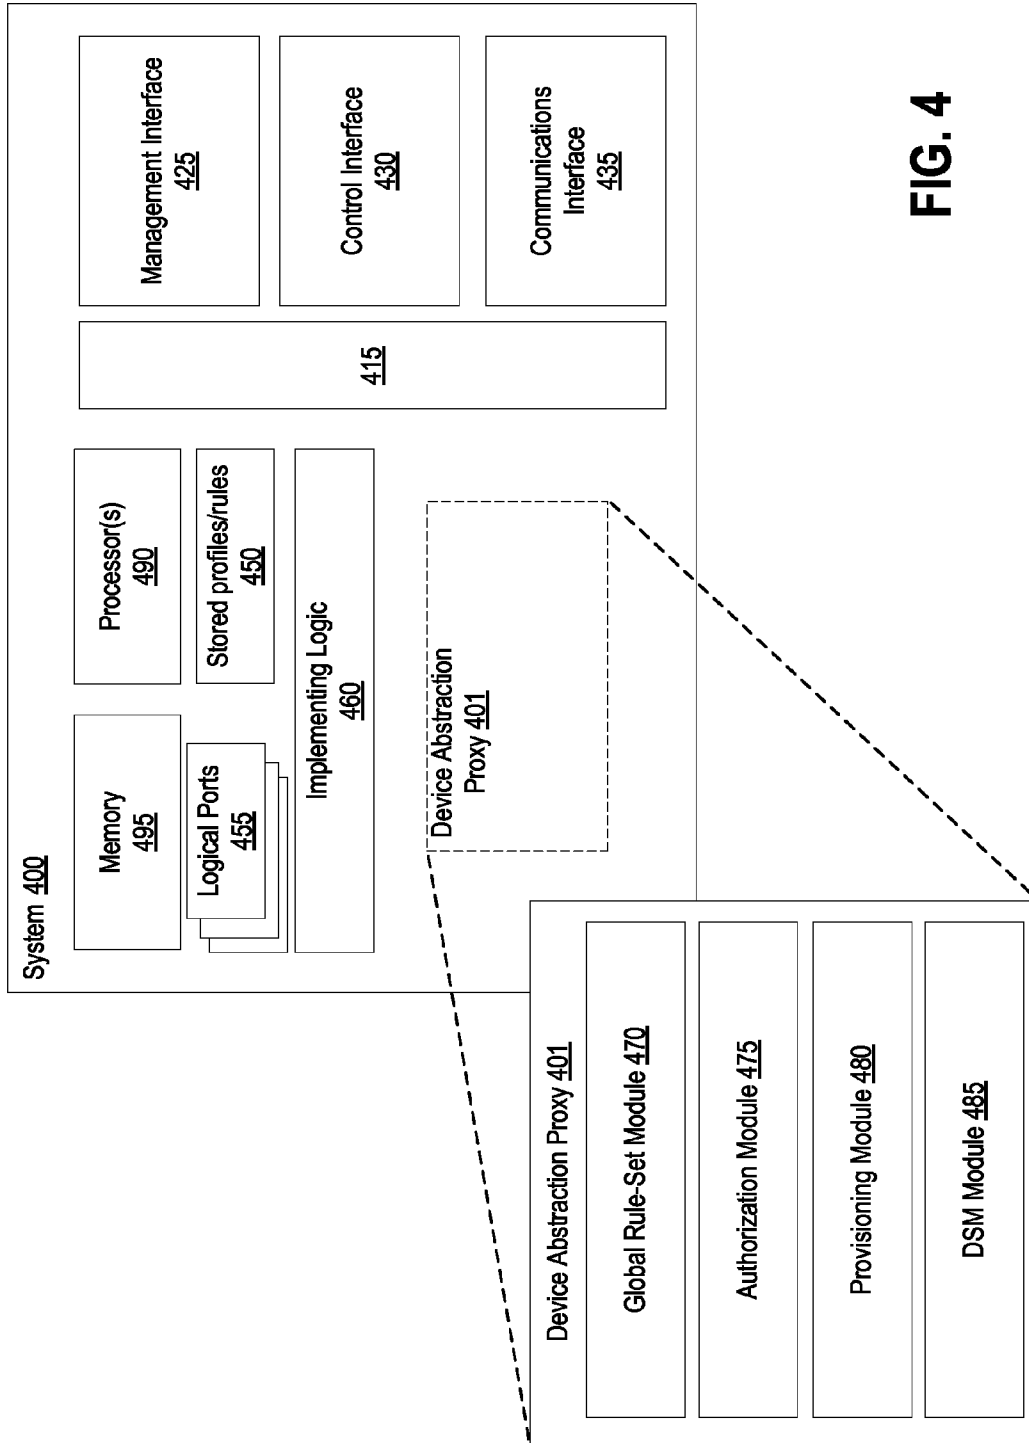 System 400
Memory
495
Processor(s)
490
Logical Ports
455
Stored profiles/rules
450
Implementing Logic
460
Device Abstraction
Proxy 401
415
Management Interface
425
Control Interface
430
Communications
Interface
435
Device Abstraction Proxy 401
Global Rule-Set Module 470
Authorization Module 475
Provisioning Module 480
DSM Module 485
FIG. 4